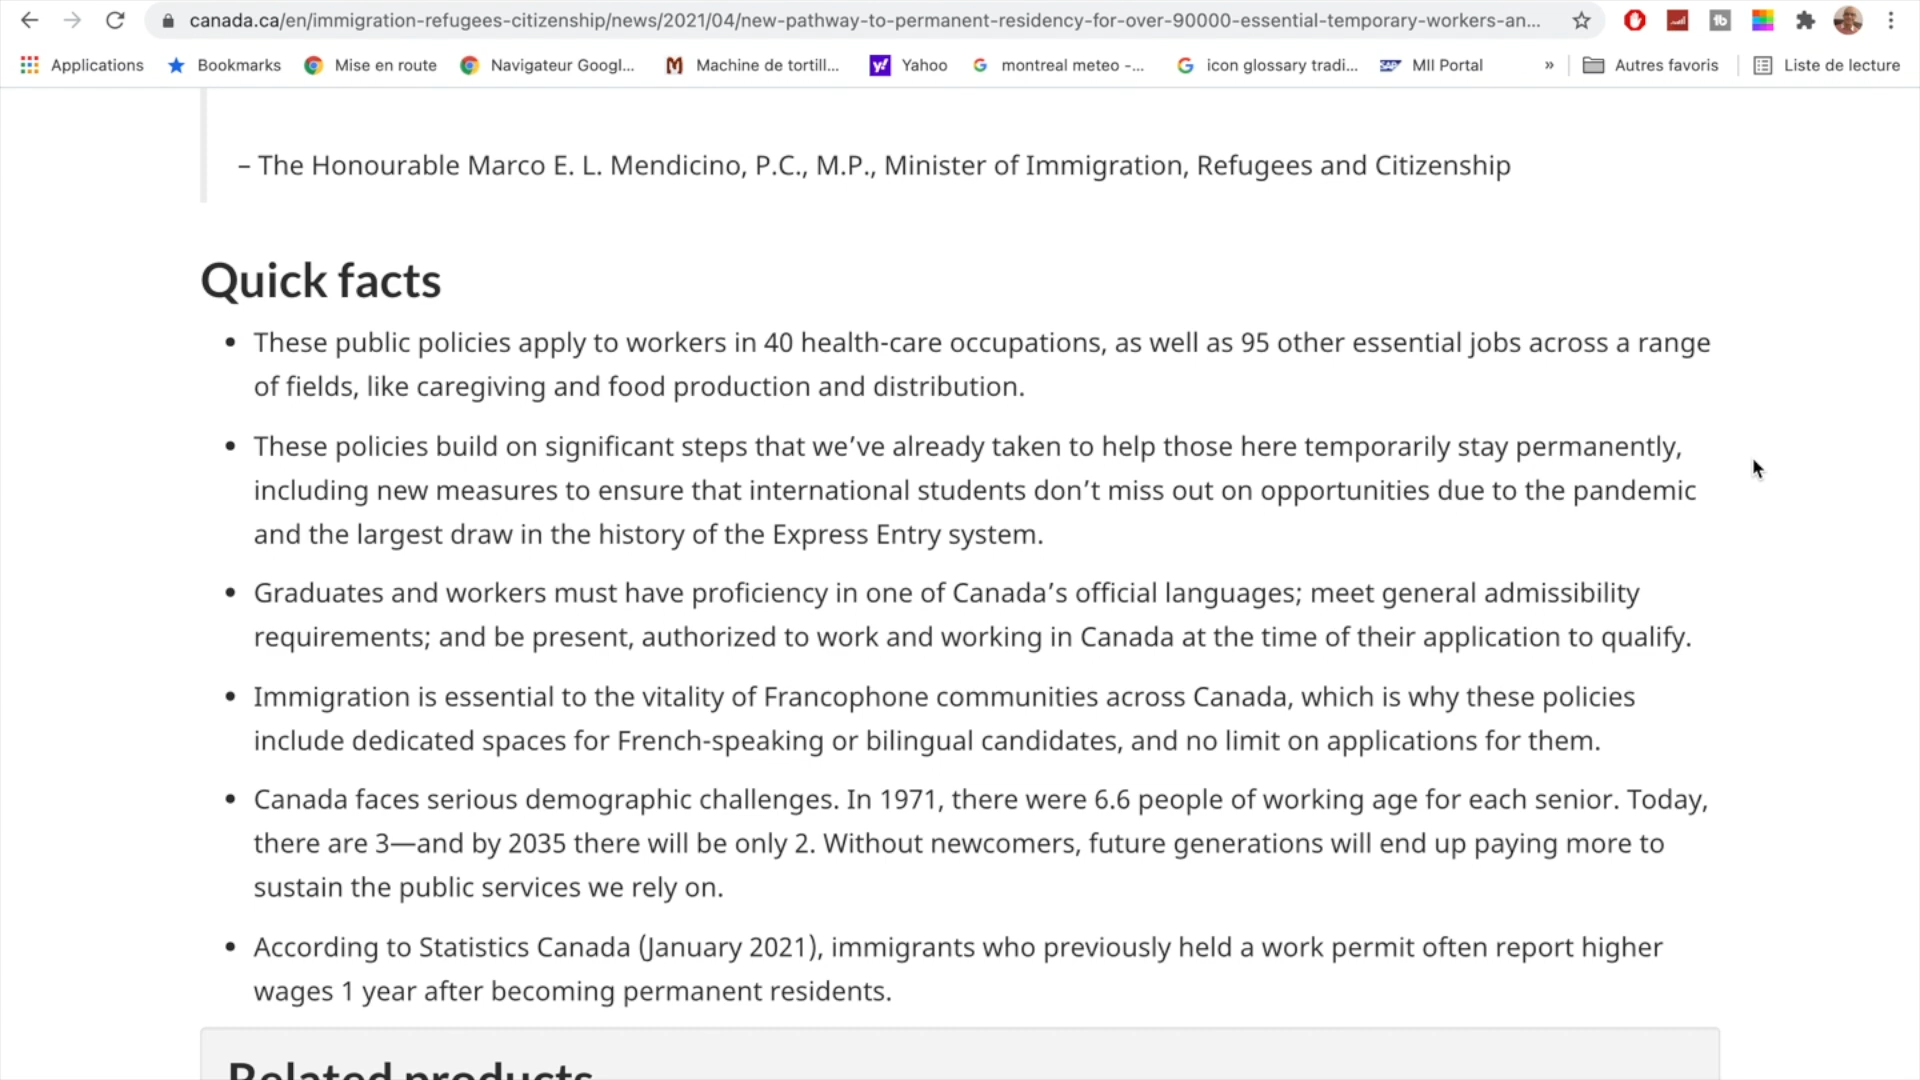 canada.ca/en/immigration-refugees-citizenship/news/2021/04/new-pathway-to-permanent-residency-for-over-90000-essential-temporary-workers-an...
Applications Bookmarks Mise en route Navigateur Googl... Machine de tortill... Yahoo montreal meteo -... icon glossary tradi... SAP MII Portal » Autres favoris Liste de lecture
– The Honourable Marco E. L. Mendicino, P.C., M.P., Minister of Immigration, Refugees and Citizenship
Quick facts
• These public policies apply to workers in 40 health-care occupations, as well as 95 other essential jobs across a range
of fields, like caregiving and food production and distribution.
• These policies build on significant steps that we’ve already taken to help those here temporarily stay permanently,
including new measures to ensure that international students don’t miss out on opportunities due to the pandemic
and the largest draw in the history of the Express Entry system.
• Graduates and workers must have proficiency in one of Canada’s official languages; meet general admissibility
requirements; and be present, authorized to work and working in Canada at the time of their application to qualify.
• Immigration is essential to the vitality of Francophone communities across Canada, which is why these policies
include dedicated spaces for French-speaking or bilingual candidates, and no limit on applications for them.
• Canada faces serious demographic challenges. In 1971, there were 6.6 people of working age for each senior. Today,
there are 3—and by 2035 there will be only 2. Without newcomers, future generations will end up paying more to
sustain the public services we rely on.
• According to Statistics Canada (January 2021), immigrants who previously held a work permit often report higher
wages 1 year after becoming permanent residents.
Related products